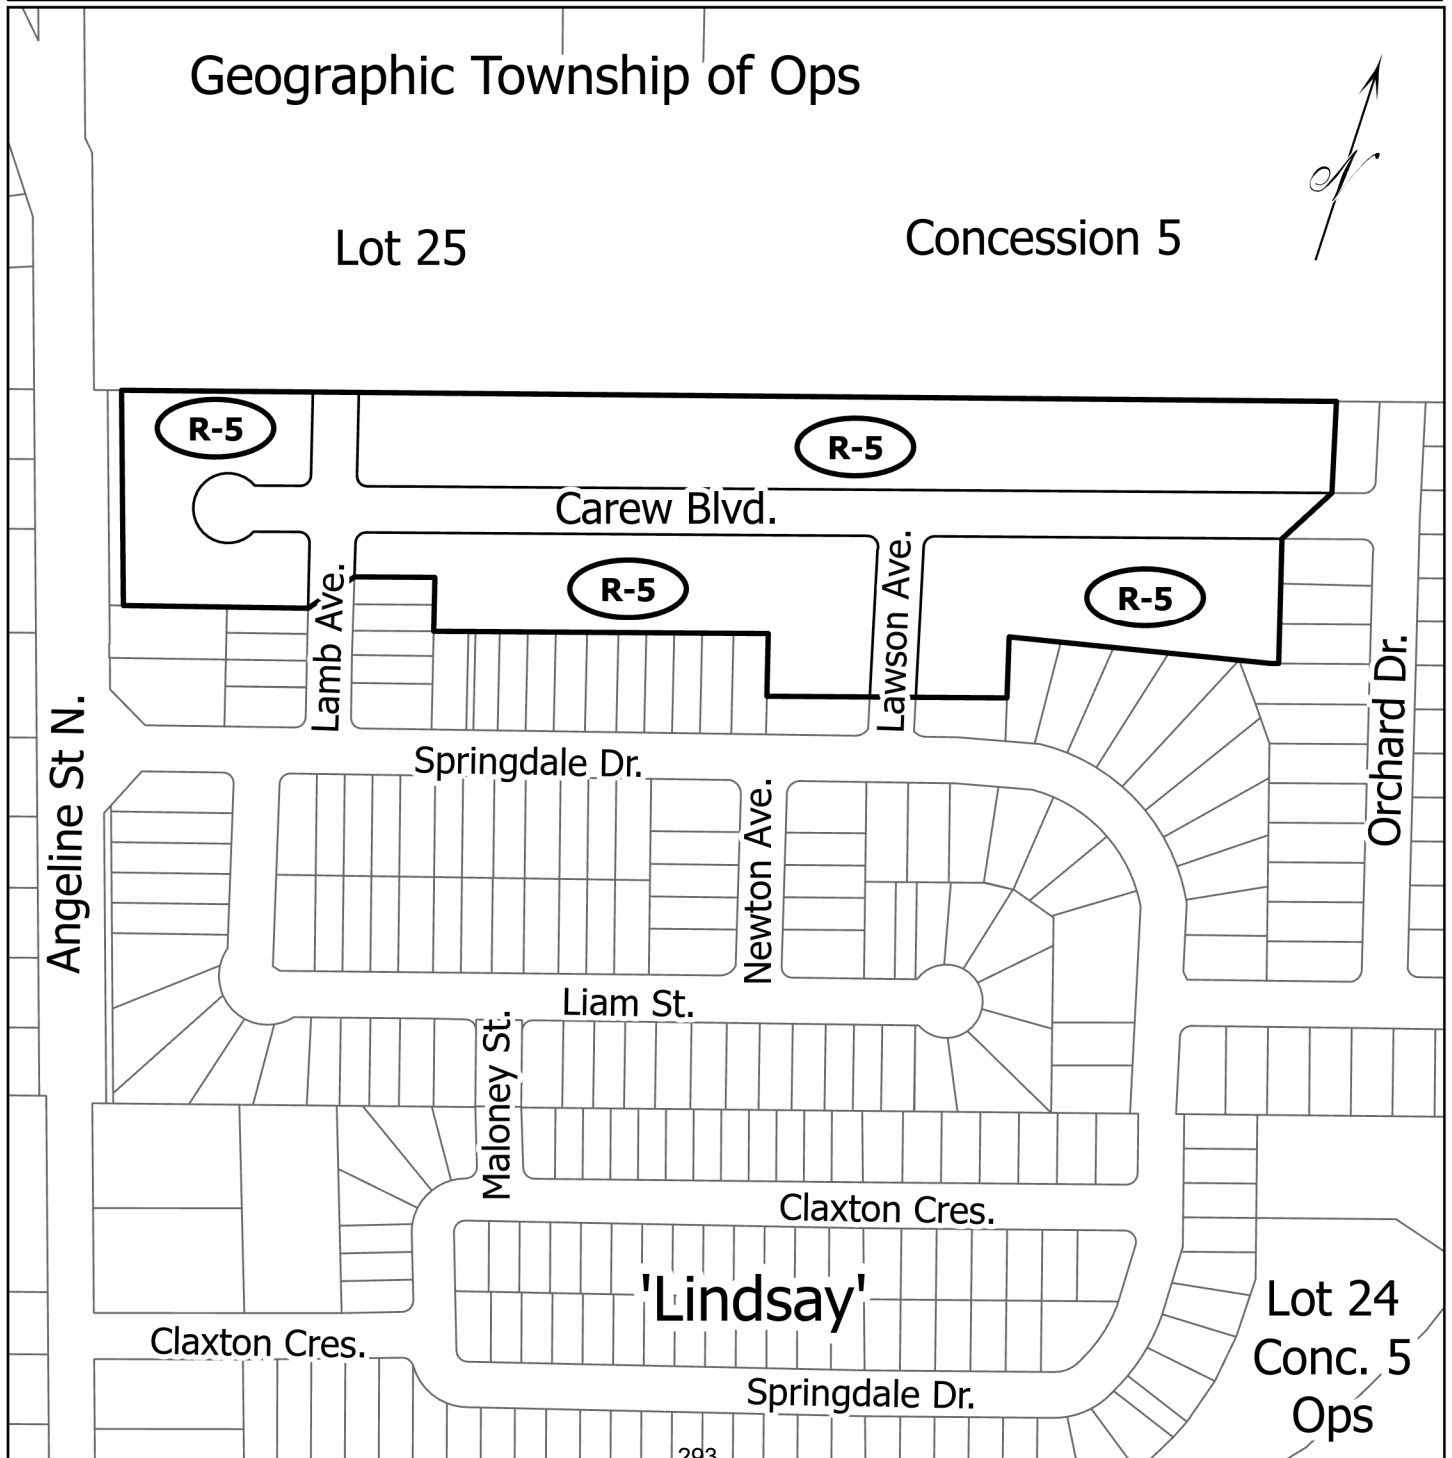 Geographic Township of Ops
N
Lot 25
Concession 5
R-5
R-5
Carew Blvd.
R-5
R-5
Lamb Ave.
Lawson Ave.
Orchard Dr.
Angeline St N.
Springdale Dr.
Newton Ave.
Liam St.
Maloney St.
Claxton Cres.
'Lindsay'
Lot 24
Conc. 5
Ops
Claxton Cres.
Springdale Dr.
293